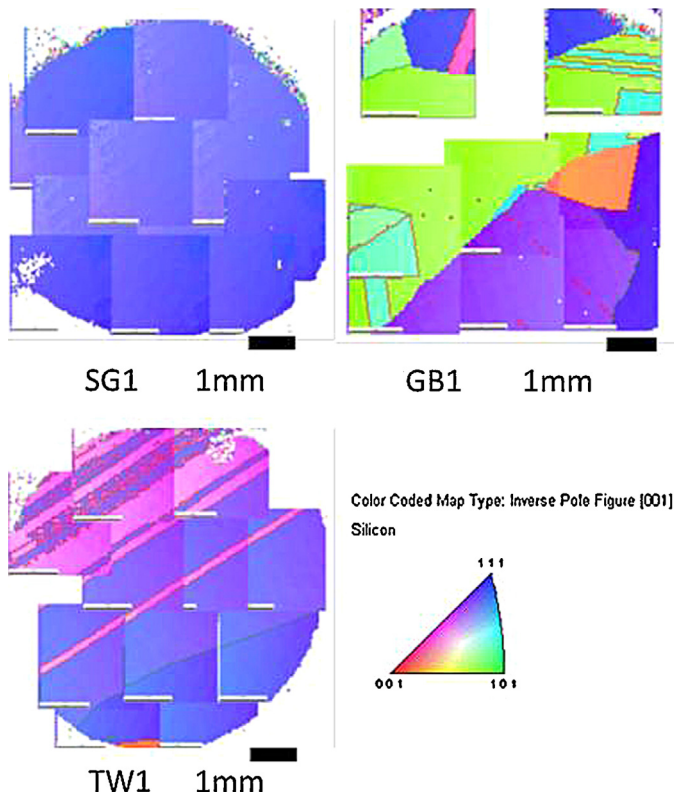 SG1 1mm
GB1 1mm
Color Coded Map Type: Inverse Pole Figure [001]
Silicon
111
001
101
TW1 1mm